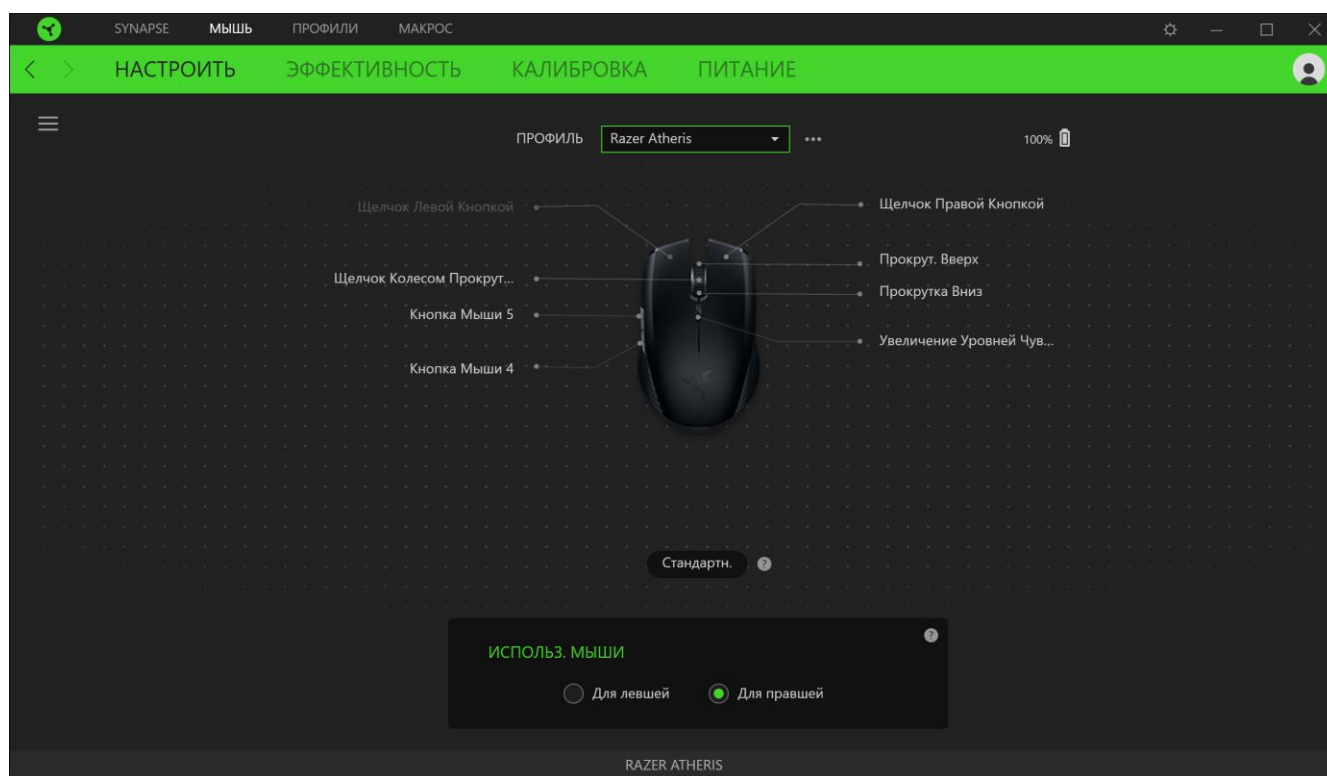 SYNAPSE МЫШЬ ПРОФИЛИ МАКРОС
НАСТРОИТЬ ЭФФЕКТИВНОСТЬ КАЛИБРОВКА ПИТАНИЕ
ПРОФИЛЬ Razer Atheris 100%
Щелчок Левой Кнопкой
Щелчок Правой Кнопкой
Прокрут. Вверх
Щелчок Колесом Прокрут...
Прокрутка Вниз
Кнопка Мыши 5
Увеличение Уровней Чув...
Кнопка Мыши 4
Стандартн. ?
?
ИСПОЛЬЗ. МЫШИ
Для левшей Для правшей
RAZER ATHERIS